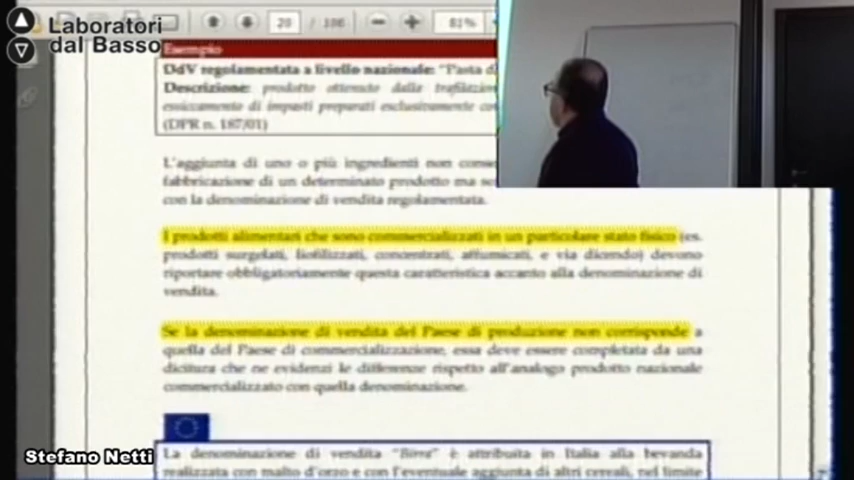 Laboratori
dal Basso
20 / 106
81%
Esempio
OdV regolamentata a livello nazionale: "Pasta di
Descrizione: prodotto ottenuto dalla trafilazion
essiccamento di impasti preparati esclusivamente co
(DPR n. 187/01)
L'aggiunta di uno o più ingredienti non conse
fabbricazione di un determinato prodotto ma so
con la denominazione di vendita regolamentata.
I prodotti alimentari che sono commercializzati in un particolare stato fisico (es.
prodotti surgelati, liofilizzati, concentrati, affumicati, e via dicendo) devono
riportare obbligatoriamente questa caratteristica accanto alla denominazione di
vendita.
Se la denominazione di vendita del Paese di produzione non corrisponde a
quella del Paese di commercializzazione, essa deve essere completata da una
dicitura che ne evidenzi le differenze rispetto all'analogo prodotto nazionale
commercializzato con quella denominazione.
La denominazione di vendita "Birra" è attribuita in Italia alla bevanda
realizzata con malto d'orzo e con l'eventuale aggiunta di altri cereali, nel limite
Stefano Netti